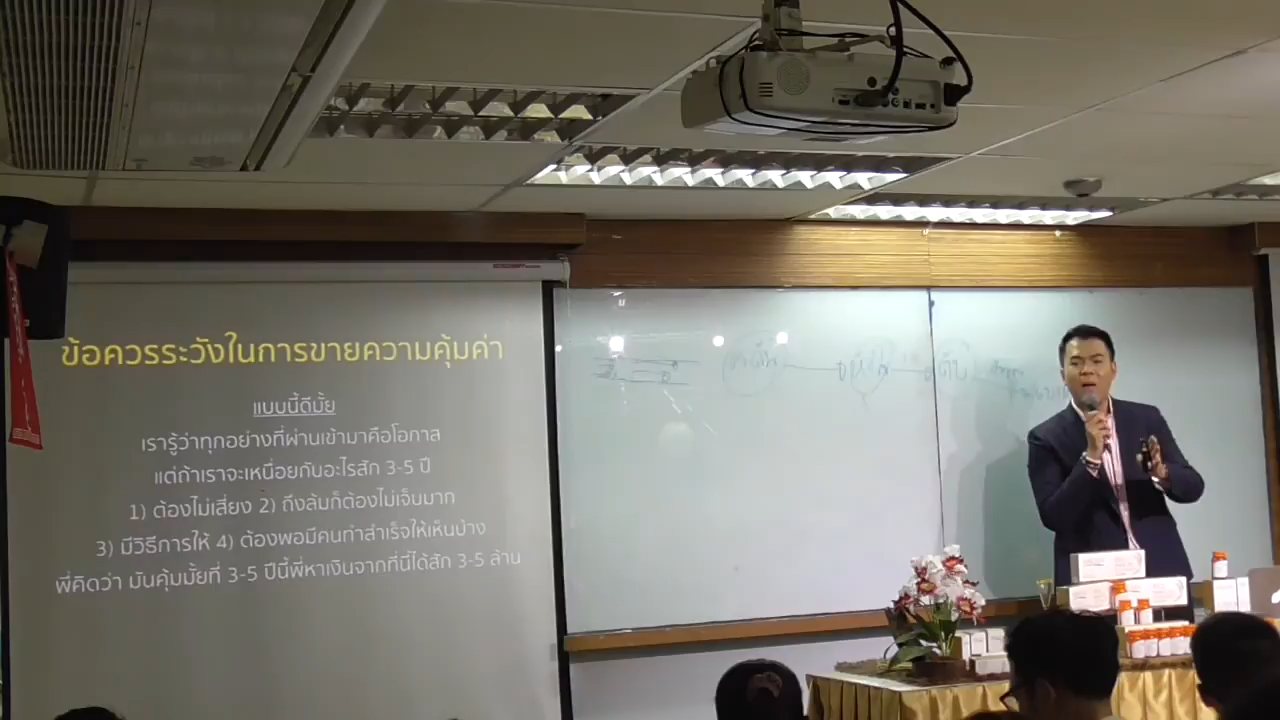 ข้อควรระวังในการขายความคุ้มค่า
แบบนี้ดีมั้ย
เรารู้ว่าทุกอย่างที่ผ่านเข้ามาคือโอกาส
แต่ถ้าเราจะเหนื่อยกับอะไรสัก 3-5 ปี
1) ต้องไม่เสี่ยง 2) ถึงล้มก็ต้องไม่เจ็บมาก
3) มีวิธีการให้ 4) ต้องพอมีคนทำสำเร็จให้เห็นบ้าง
พี่คิดว่า มันคุ้มมั้ยที่ 3-5 ปีนี้พี่หาเงินจากที่นี่ได้สัก 3-5 ล้าน